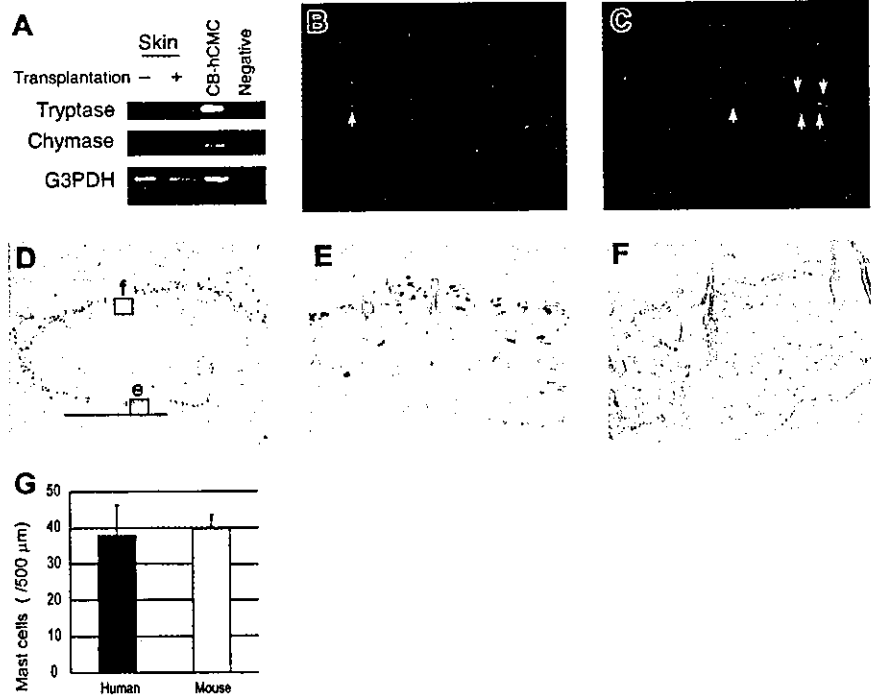 A
Skin
Transplantation − +
CB-hCMC
Negative
Tryptase
Chymase
G3PDH
B
C
D
f
e
E
F
G
Mast cells ( /500 μm)
50
40
30
20
10
0
Human
Mouse